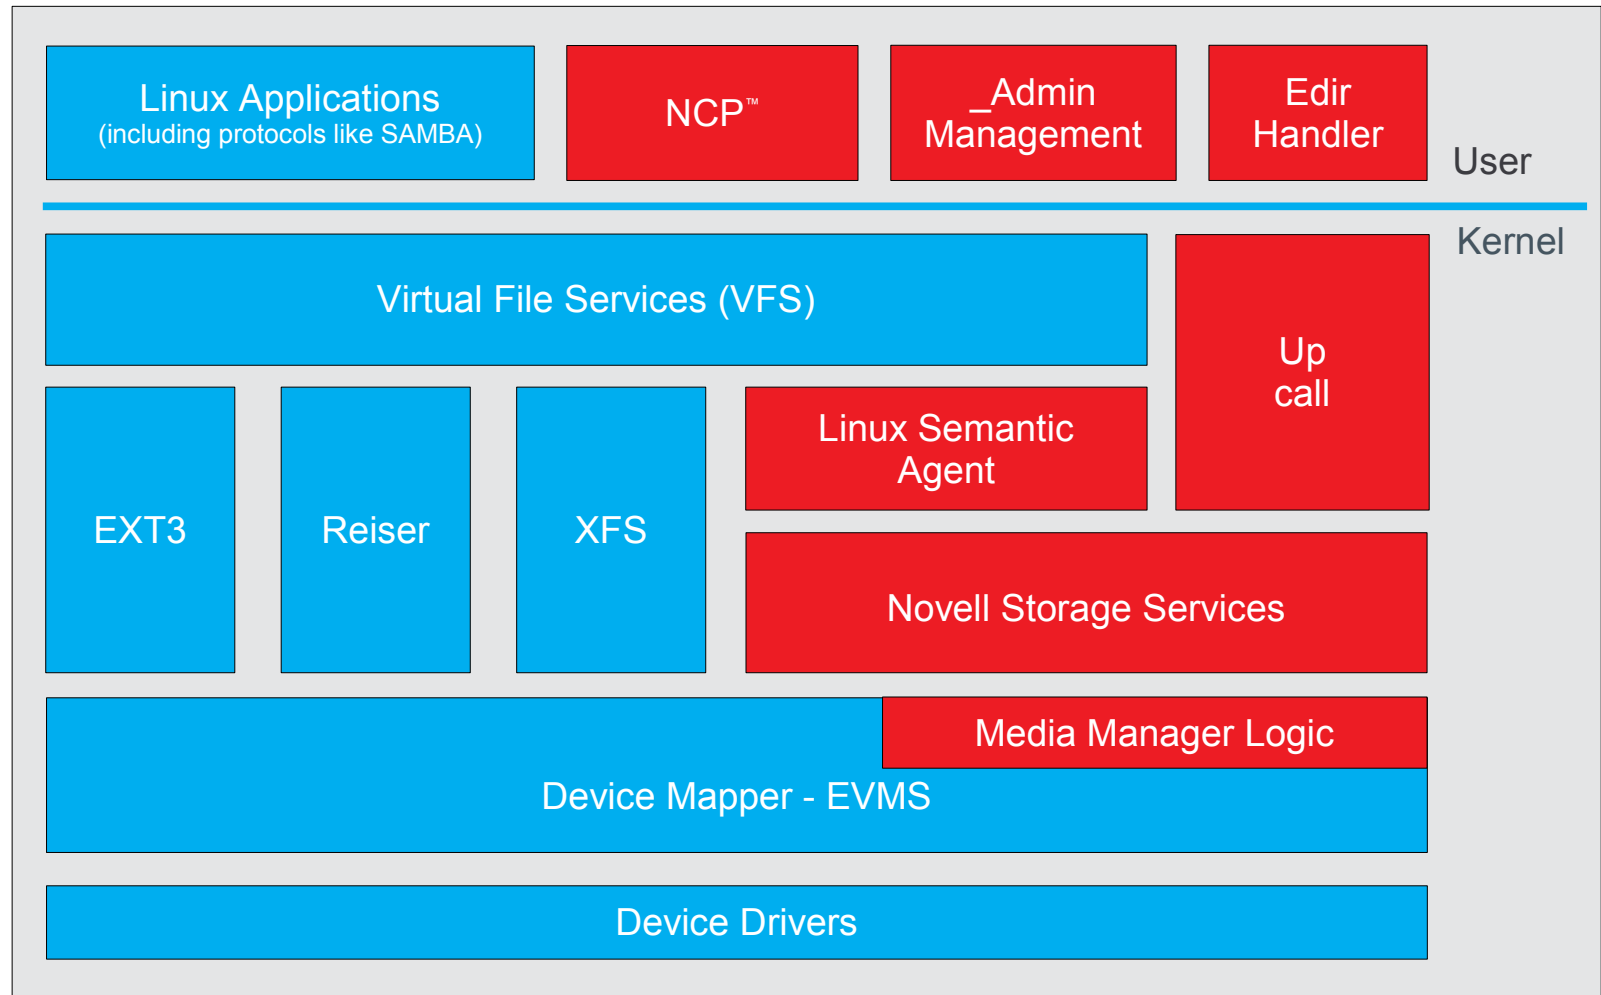 Linux Applications
(including protocols like SAMBA)
NCP™
_Admin
Management
Edir
Handler
User
Kernel
Virtual File Services (VFS)
Up
call
Linux Semantic
Agent
EXT3
Reiser
XFS
Novell Storage Services
Media Manager Logic
Device Mapper - EVMS
Device Drivers